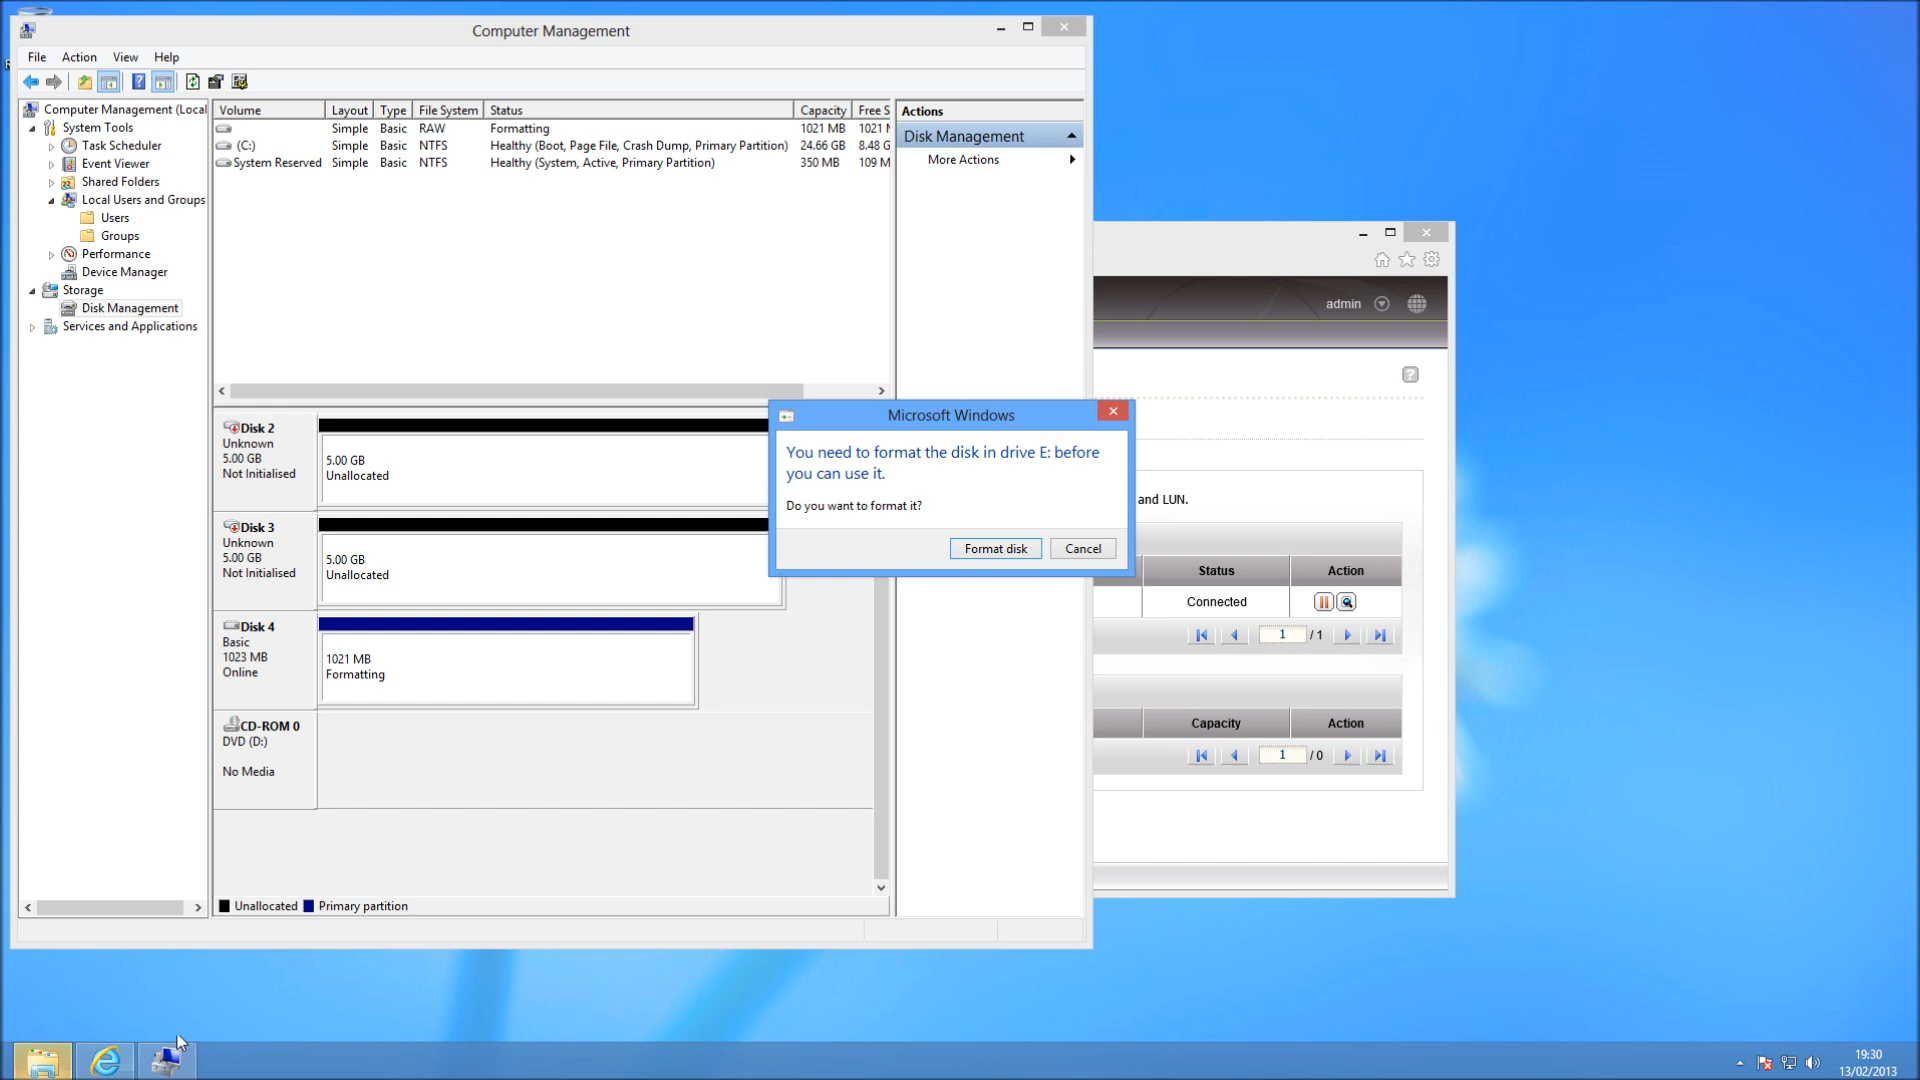 Computer Management
File Action View Help
Computer Management (Local
System Tools
Task Scheduler
Event Viewer
Shared Folders
Local Users and Groups
Users
Groups
Performance
Device Manager
Storage
Disk Management
Services and Applications
Volume Layout Type File System Status Capacity Free S
Simple Basic RAW Formatting 1021 MB 1021 M
(C:) Simple Basic NTFS Healthy (Boot, Page File, Crash Dump, Primary Partition) 24.66 GB 8.48 G
System Reserved Simple Basic NTFS Healthy (System, Active, Primary Partition) 350 MB 109 M
Actions
Disk Management
More Actions
Disk 2
Unknown
5.00 GB
Not Initialised
5.00 GB
Unallocated
Disk 3
Unknown
5.00 GB
Not Initialised
5.00 GB
Unallocated
Disk 4
Basic
1023 MB
Online
1021 MB
Formatting
CD-ROM 0
DVD (D:)
No Media
Unallocated Primary partition
Microsoft Windows
You need to format the disk in drive E: before
you can use it.
Do you want to format it?
Format disk Cancel
admin
and LUN.
Status Action
Connected
1 / 1
Capacity Action
1 / 0
19:30
13/02/2013